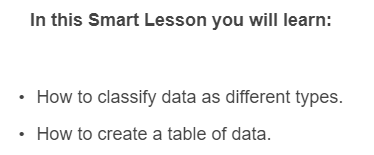 In this Smart Lesson you will learn:
• How to classify data as different types.
• How to create a table of data.